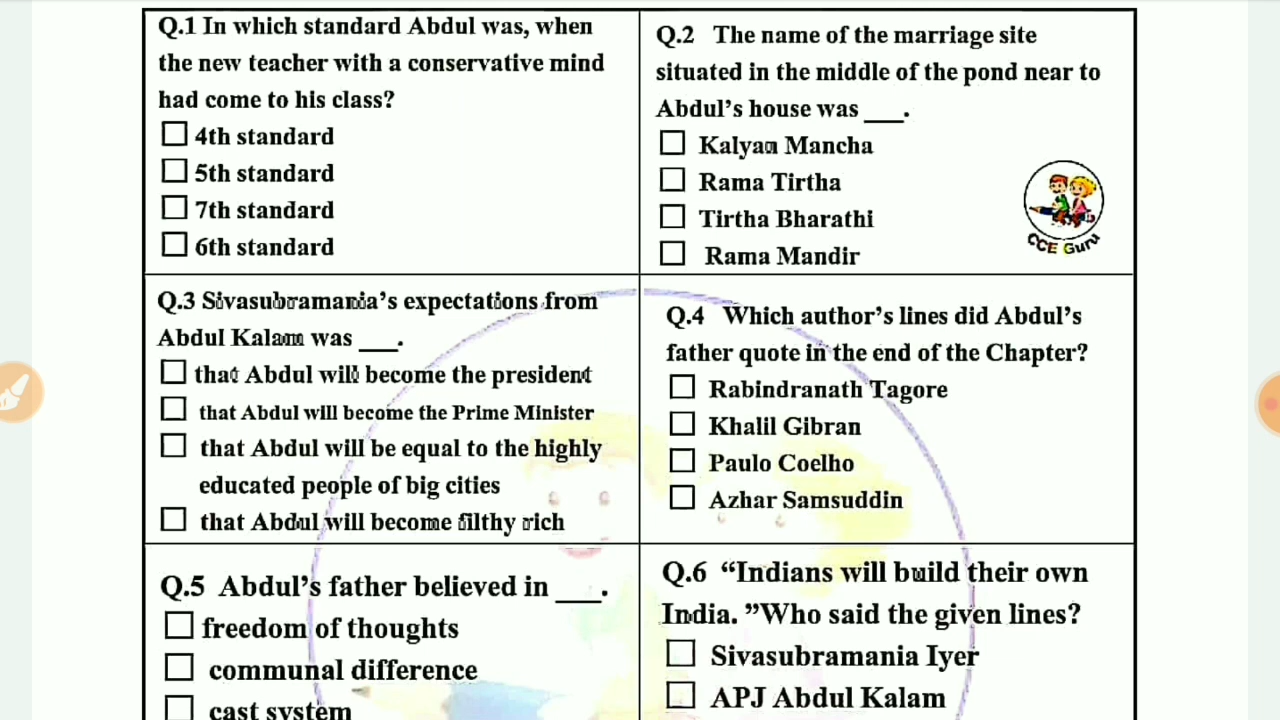 Q.1 In which standard Abdul was, when
the new teacher with a conservative mind
had come to his class?
4th standard
5th standard
7th standard
6th standard
Q.2 The name of the marriage site
situated in the middle of the pond near to
Abdul’s house was ___.
Kalyan Mancha
Rama Tirtha
Tirtha Bharathi
Rama Mandir
CCE Guru
Q.3 Sivasubramania’s expectations from
Abdul Kalam was ___.
that Abdul will become the president
that Abdul will become the Prime Minister
that Abdul will be equal to the highly
educated people of big cities
that Abdul will become filthy rich
Q.4 Which author’s lines did Abdul’s
father quote in the end of the Chapter?
Rabindranath Tagore
Khalil Gibran
Paulo Coelho
Azhar Samsuddin
Q.5 Abdul’s father believed in ___.
freedom of thoughts
communal difference
cast system
Q.6 “Indians will build their own
India. ”Who said the given lines?
Sivasubramania Iyer
APJ Abdul Kalam